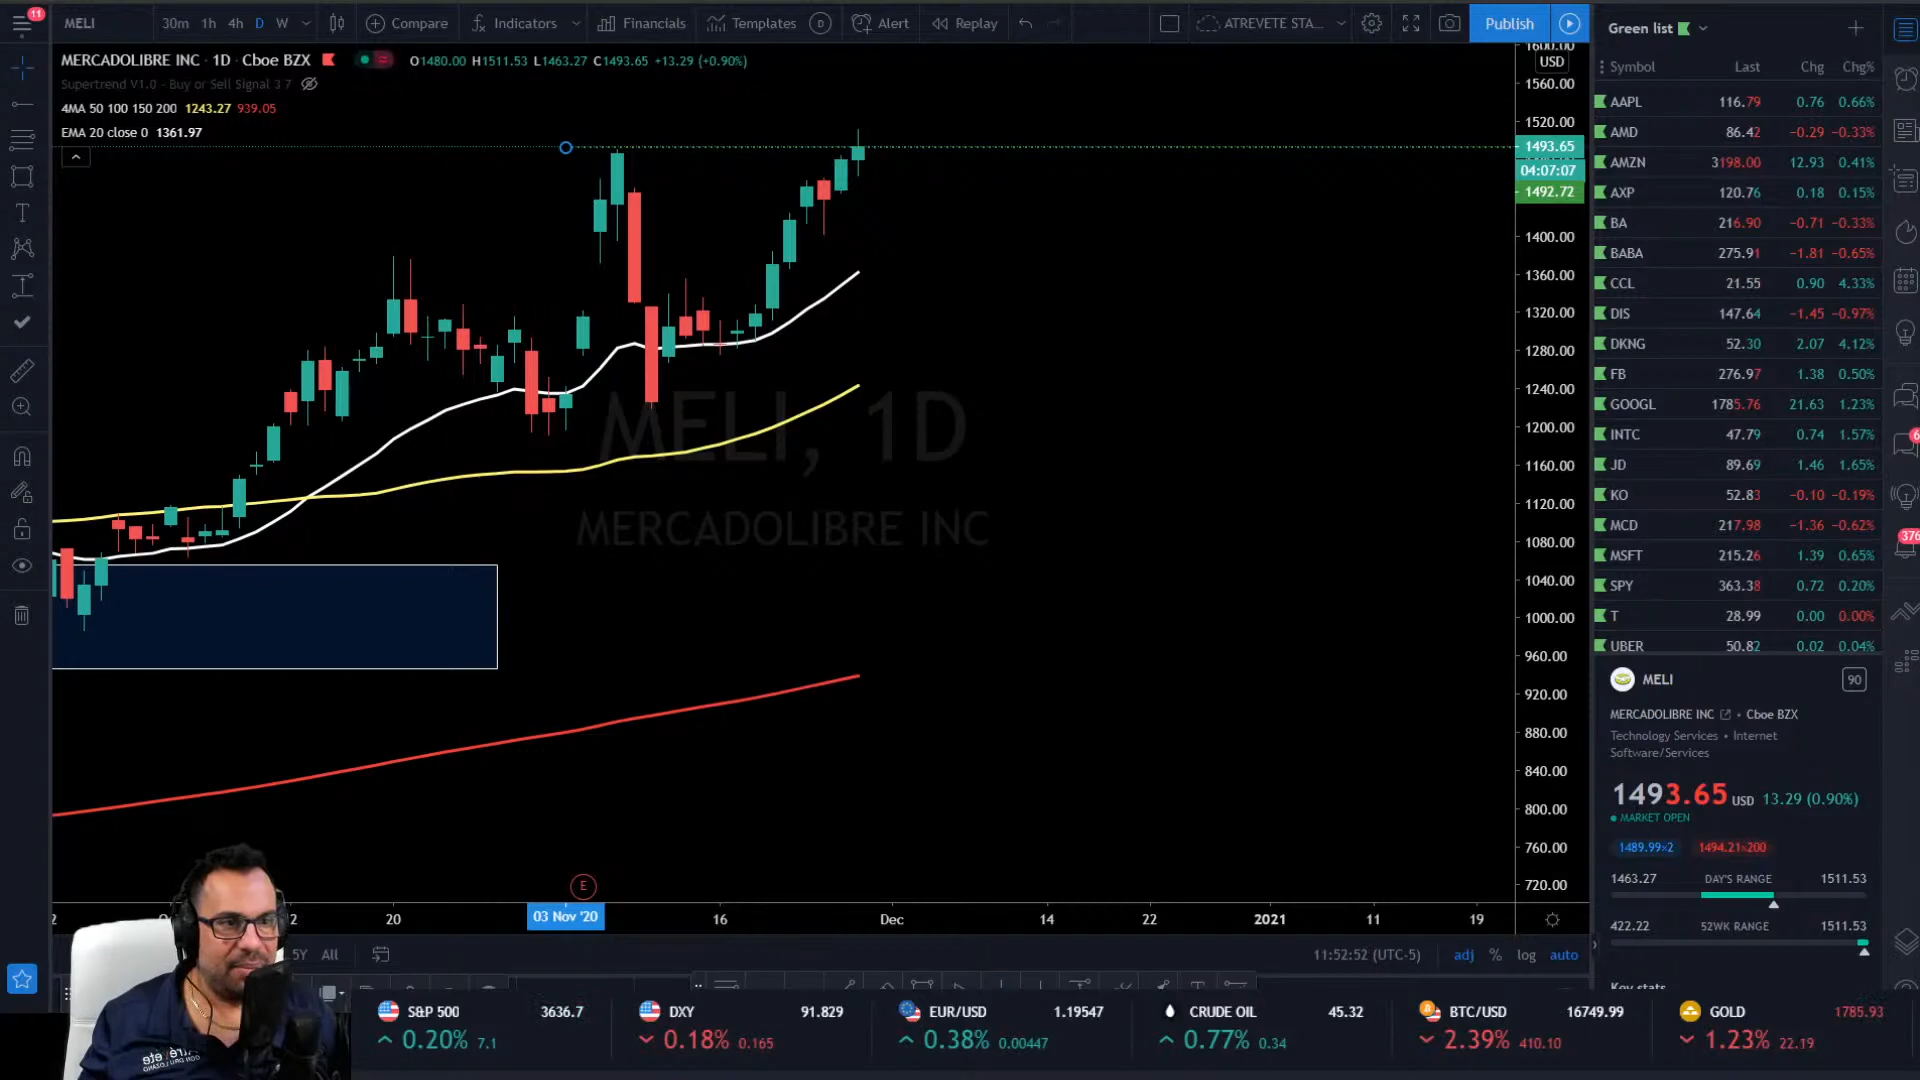 11
MELI
30m 1h 4h D W
Compare
Indicators
Financials
Templates
D
Alert
Replay
ATREVETE STA...
Publish
MERCADOLIBRE INC · 1D · Cboe BZX
O1480.00 H1511.53 L1463.27 C1493.65 +13.29 (+0.90%)
Supertrend V1.0 - Buy or Sell Signal 3 7
4MA 50 100 150 200 1243.27 939.05
EMA 20 close 0 1361.97
MELI, 1D
MERCADOLIBRE INC
1600.00
USD
1560.00
1520.00
1493.65
04:07:07
1492.72
1400.00
1360.00
1320.00
1280.00
1240.00
1200.00
1160.00
1120.00
1080.00
1040.00
1000.00
960.00
920.00
880.00
840.00
800.00
760.00
720.00
E
20
03 Nov '20
16
Dec
14
22
2021
11
19
5Y All
11:52:52 (UTC-5)
adj % log auto
Green list
Symbol Last Chg Chg%
AAPL 116.79 0.76 0.66%
AMD 86.42 −0.29 −0.33%
AMZN 3198.00 12.93 0.41%
AXP 120.76 0.18 0.15%
BA 216.90 −0.71 −0.33%
BABA 275.91 −1.81 −0.65%
CCL 21.55 0.90 4.33%
DIS 147.64 −1.45 −0.97%
DKNG 52.30 2.07 4.12%
FB 276.97 1.38 0.50%
GOOGL 1785.76 21.63 1.23%
INTC 47.79 0.74 1.57%
JD 89.69 1.46 1.65%
KO 52.83 −0.10 −0.19%
MCD 217.98 −1.36 −0.62%
MSFT 215.26 1.39 0.65%
SPY 363.38 0.72 0.20%
T 28.99 0.00 0.00%
UBER 50.82 0.02 0.04%
376
MELI
90
MERCADOLIBRE INC • Cboe BZX
Technology Services • Internet
Software/Services
1493.65 USD 13.29 (0.90%)
MARKET OPEN
1489.99×2 1494.21×200
1463.27 DAY'S RANGE 1511.53
422.22 52WK RANGE 1511.53
Key stats
S&P 500 3636.7
0.20% 7.1
DXY 91.829
0.18% 0.165
EUR/USD 1.19547
0.38% 0.00447
CRUDE OIL 45.32
0.77% 0.34
BTC/USD 16749.99
2.39% 410.10
GOLD 1785.93
1.23% 22.19